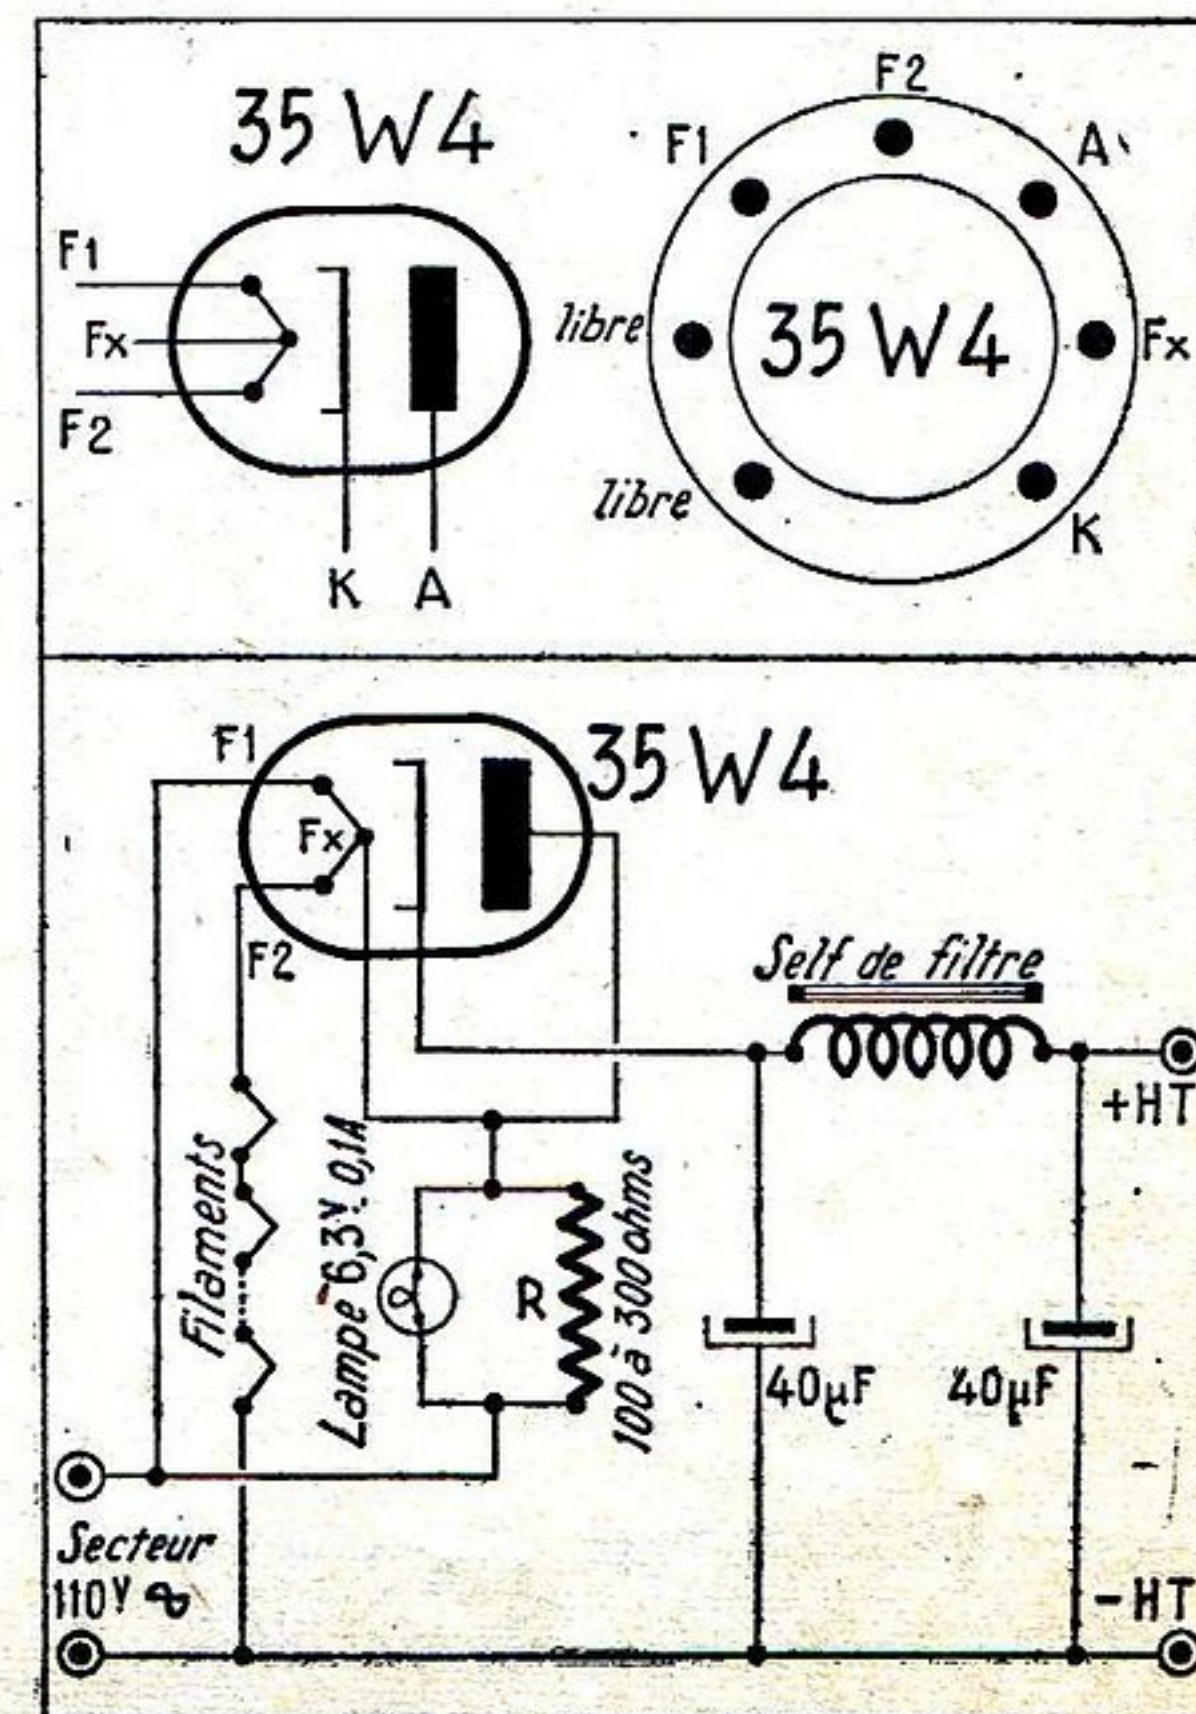 35 W4
F1
Fx
F2
K
A
F2
F1
A
libre
35 W4
Fx
libre
K
F1
35 W4
Fx
F2
Self de filtre
+HT
Filaments
Lampe 6,3V. 0,1A
R
100 à 300 ohms
40µF
40µF
Secteur
110V
-HT